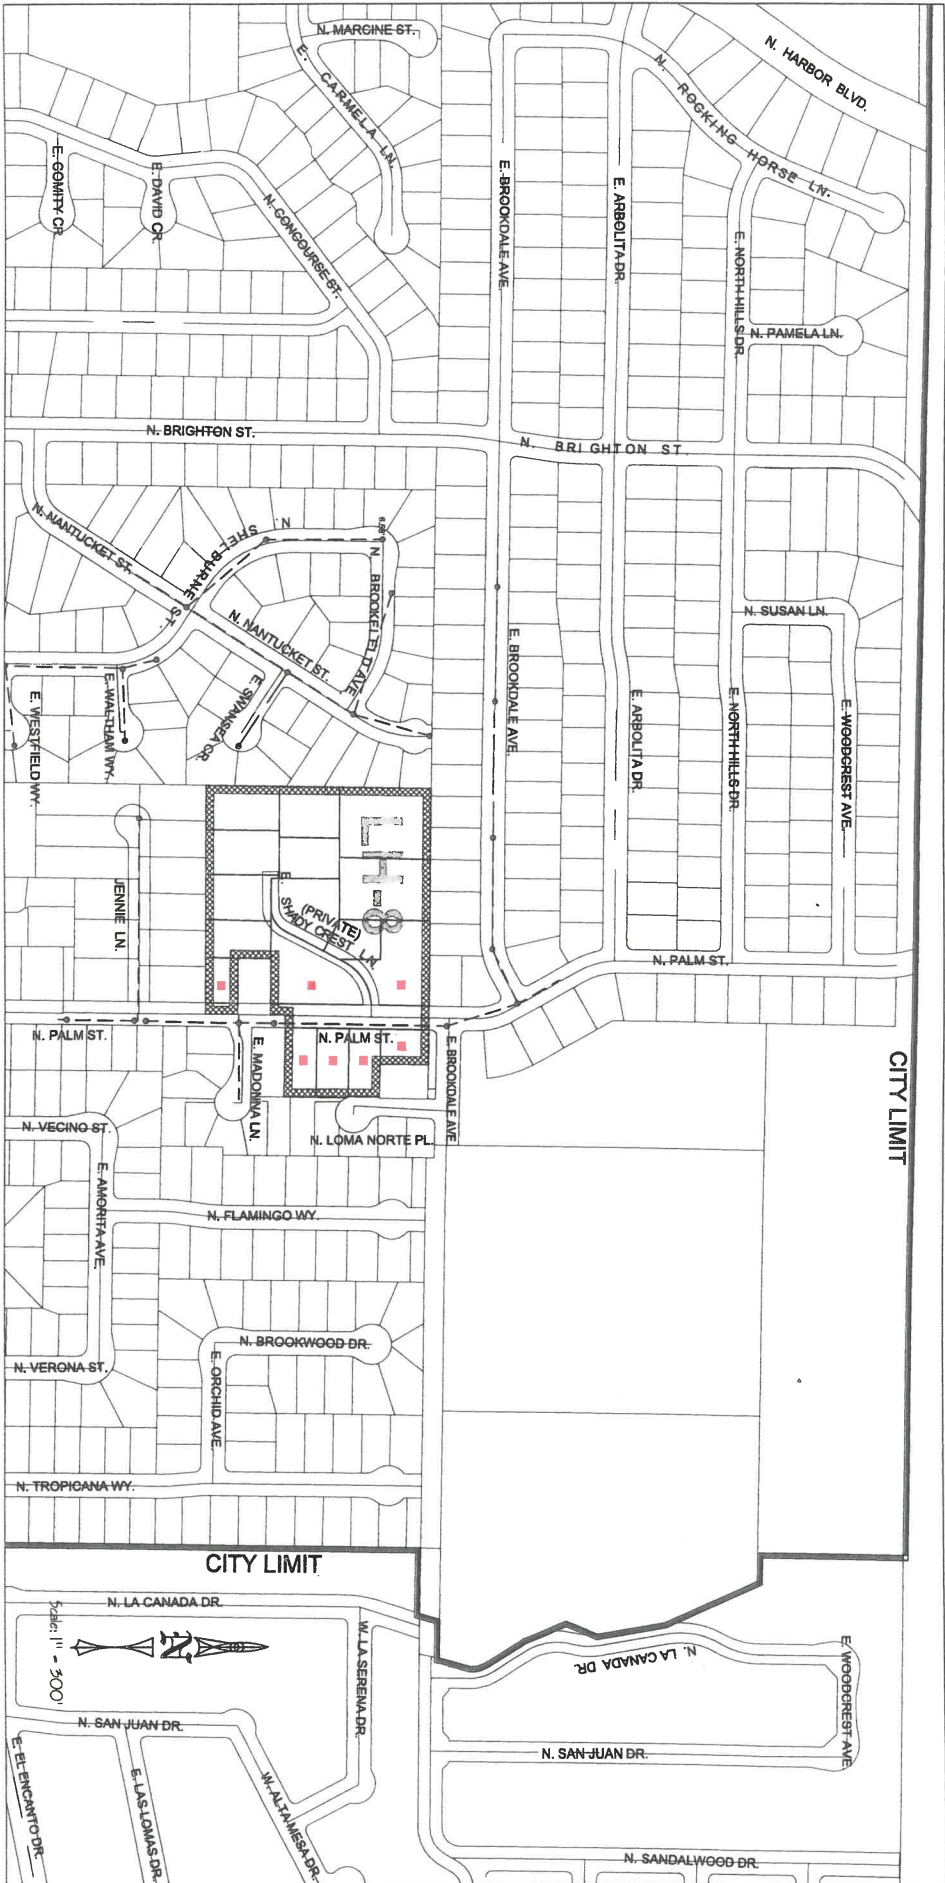 N. MARCINE ST.
N. HARBOR BLVD.
E. CARMELA LN.
N. ROCKING HORSE LN.
E. COMITY CR
E. DAVID CR.
N. CONCOURSE ST.
E. BROOKDALE AVE.
E. ARBOLITA DR.
E. NORTH HILLS DR.
N. PAMELA LN.
N. BRIGHTON ST.
N. BRIGHTON ST.
N. NANTUCKET ST.
N. SHELBURNE ST.
N. BROOKFIELD AVE.
N. NANTUCKET ST.
E. SWANSEA CR.
E. WALTHAM WY.
E. WESTFIELD WY.
E. BROOKDALE AVE.
E. ARBOLITA DR.
N. SUSAN LN.
E. NORTH HILLS DR.
E. WOODCREST AVE.
LH-8
E. SHADY CREST LN.
(PRIVATE)
JENNIE LN.
N. PALM ST.
N. PALM ST.
N. PALM ST.
E. MADONNA LN.
E. BROOKDALE AVE
CITY LIMIT
N. LOMA NORTE PL.
N. VECINO ST.
E. AMORITA AVE.
N. FLAMINGO WY.
N. BROOKWOOD DR.
E. ORCHID AVE.
N. VERONA ST.
N. TROPICANA WY.
CITY LIMIT
N. LA CANADA DR.
W. LA SERENA DR.
N. LA CANADA DR.
E. WOODCREST AVE
Scale: 1" - 300'
N
N. SAN JUAN DR.
N. SAN JUAN DR.
E. EL ENCANTO DR.
E. LAS LOMAS DR.
W. ALTA MESA DR.
N. SANDALWOOD DR.